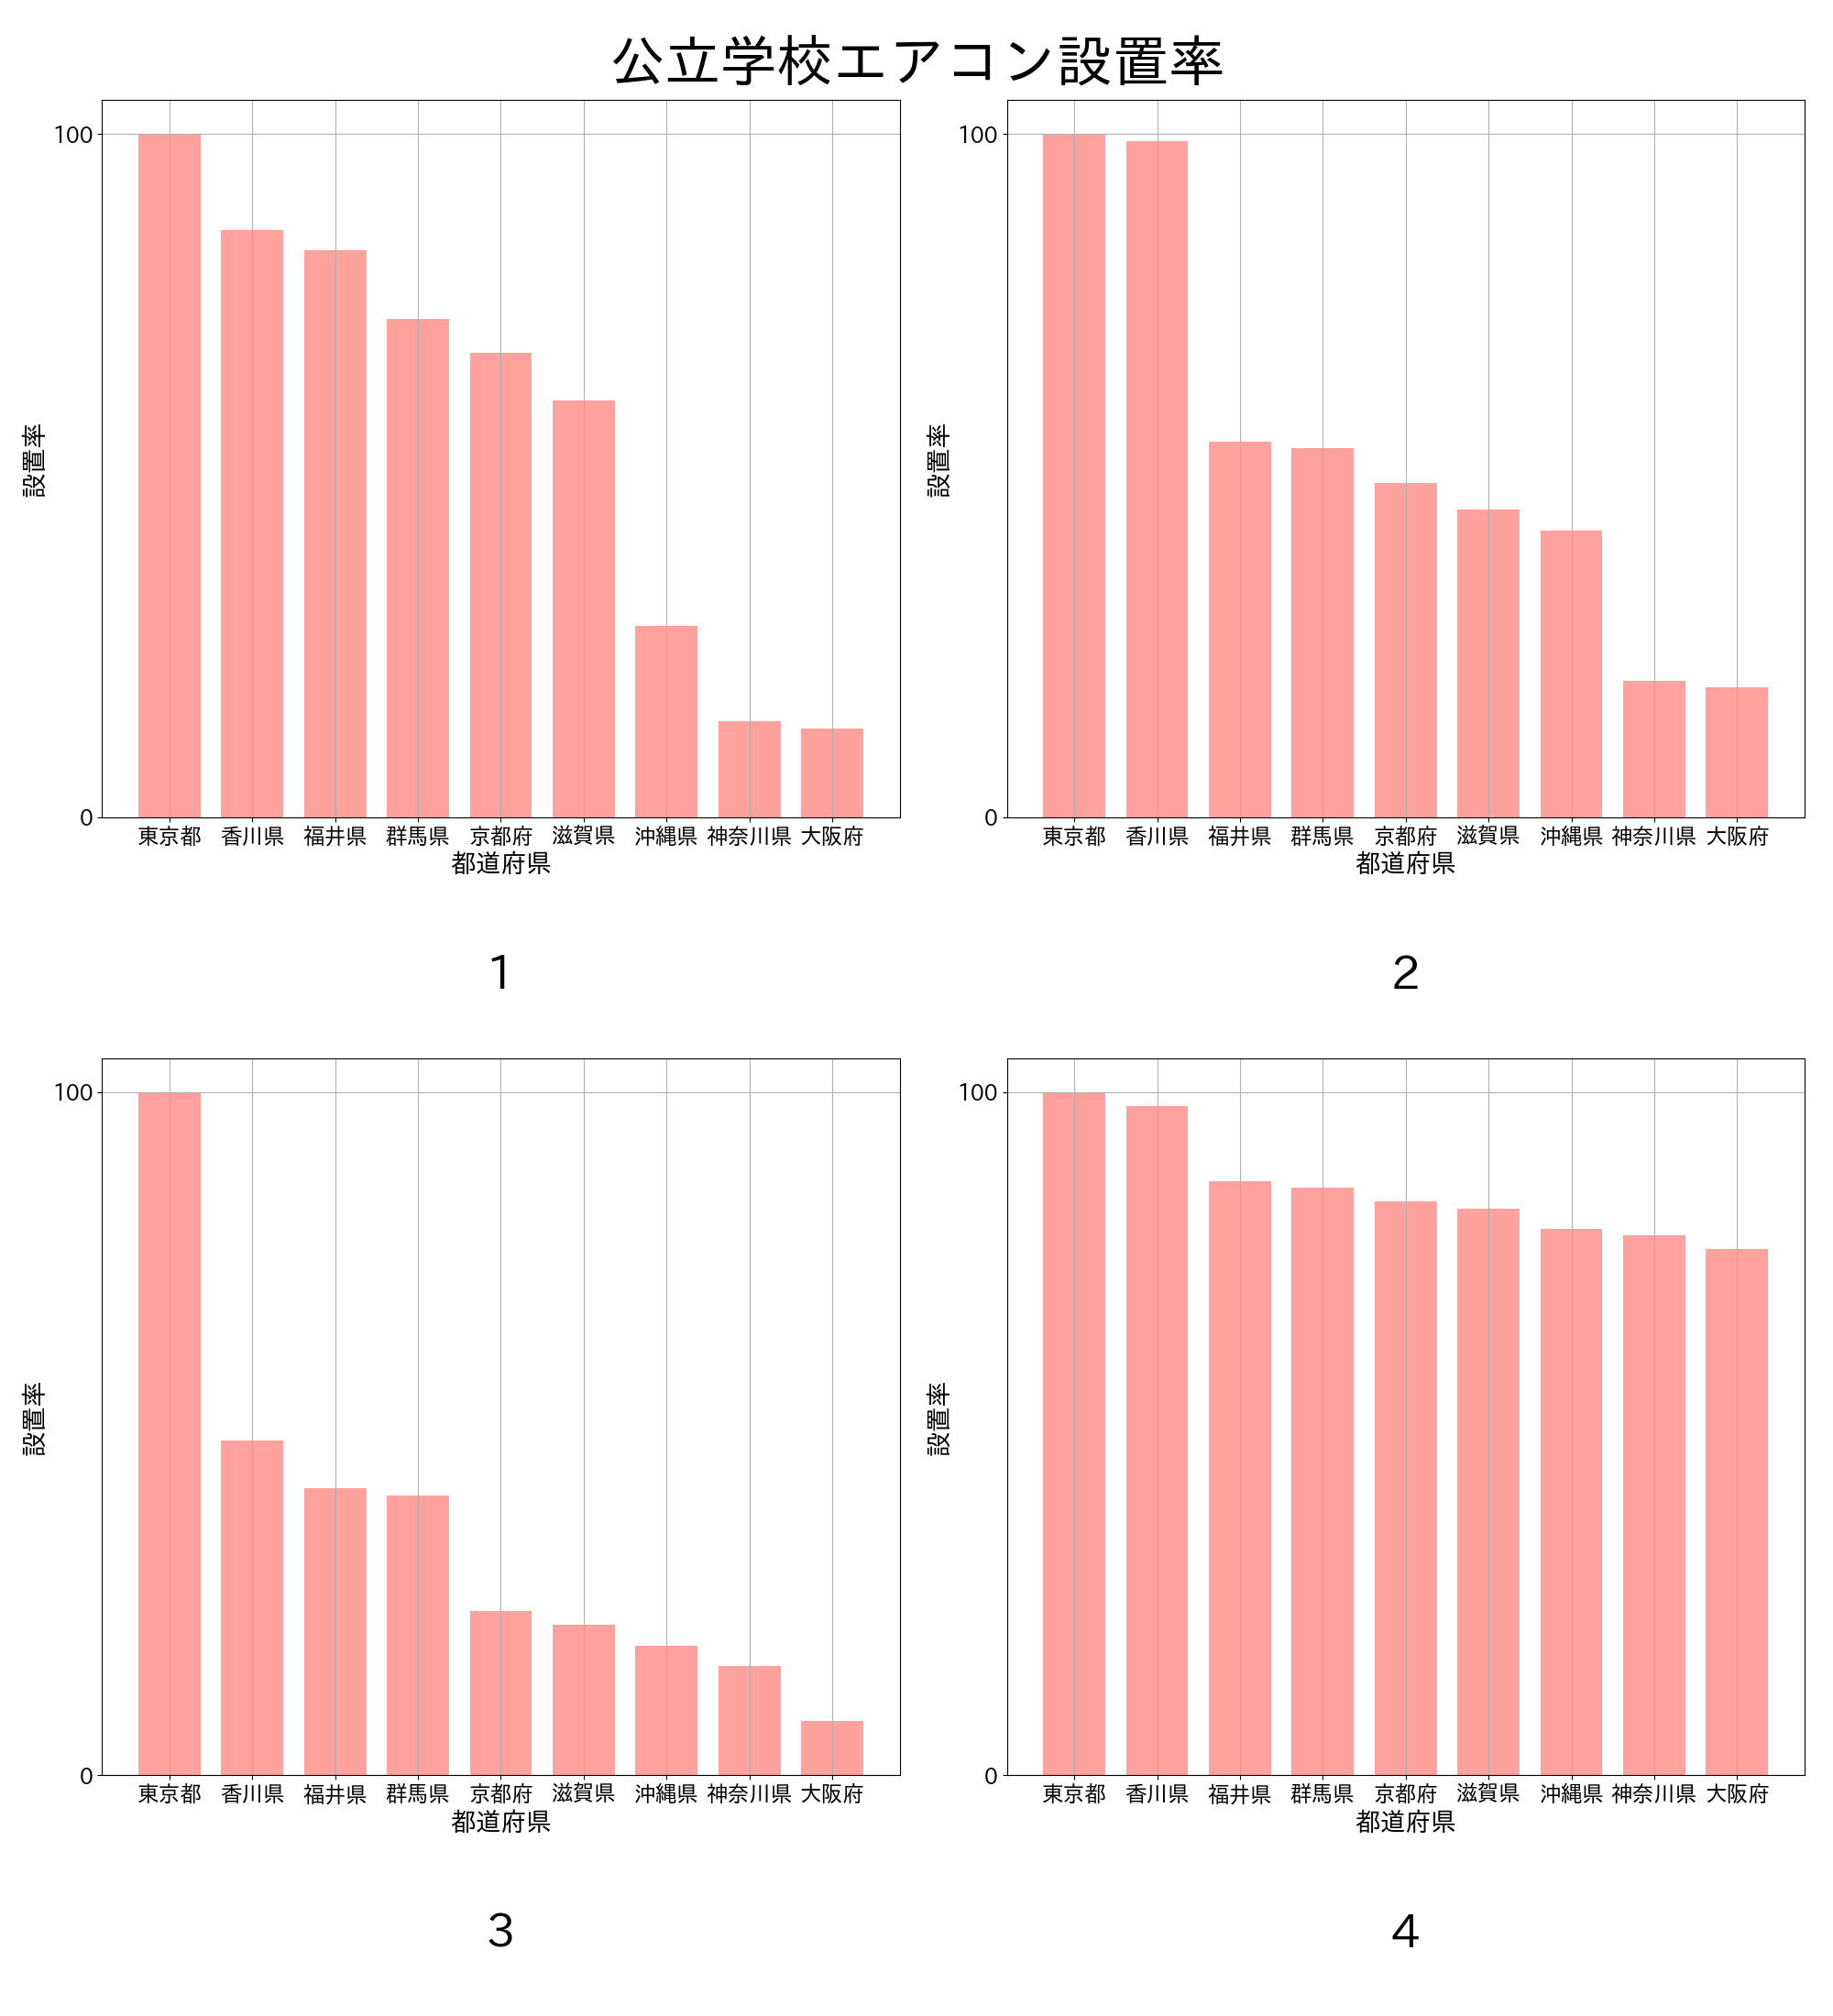 公立学校エアコン設置率
100
0
設置率
東京都 香川県 福井県 群馬県 京都府 滋賀県 沖縄県 神奈川県 大阪府
都道府県
1
100
0
設置率
東京都 香川県 福井県 群馬県 京都府 滋賀県 沖縄県 神奈川県 大阪府
都道府県
2
100
0
設置率
東京都 香川県 福井県 群馬県 京都府 滋賀県 沖縄県 神奈川県 大阪府
都道府県
3
100
0
設置率
東京都 香川県 福井県 群馬県 京都府 滋賀県 沖縄県 神奈川県 大阪府
都道府県
4